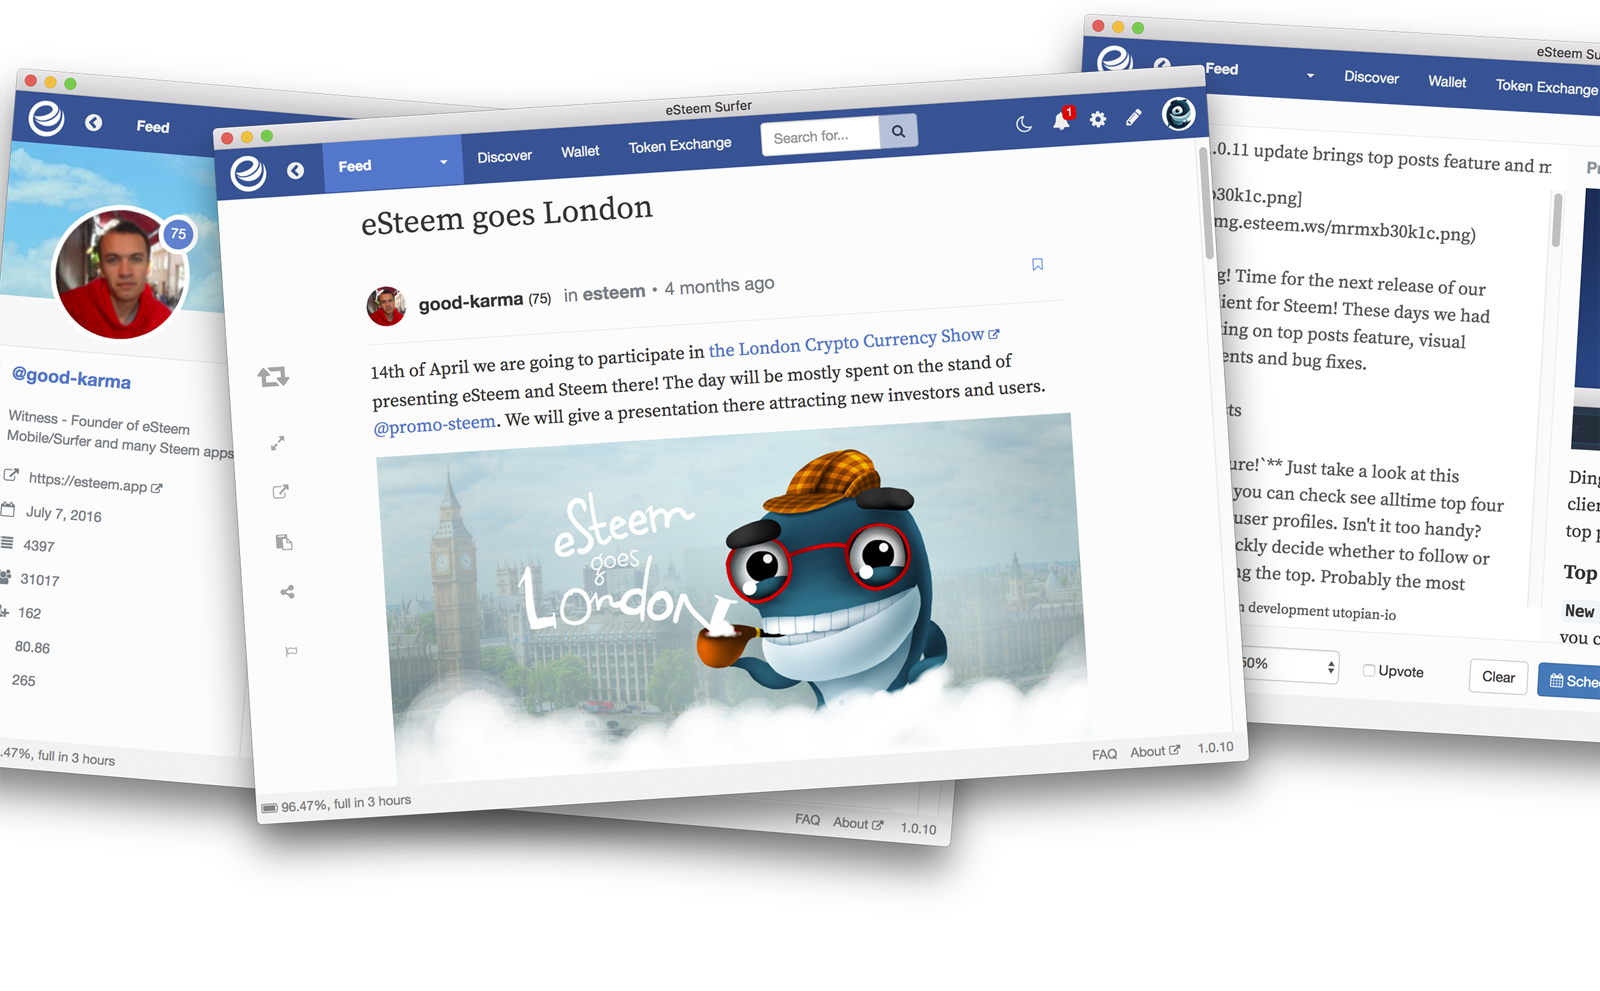 Feed
75
@good-karma
Witness - Founder of eSteem
Mobile/Surfer and many Steem apps
https://esteem.app
July 7, 2016
4397
31017
162
80.86
265
.47%, full in 3 hours
FAQ About 1.0.10
eSteem Surfer
Feed Discover Wallet Token Exchange Search for... 1
eSteem goes London
good-karma (75) in esteem • 4 months ago
14th of April we are going to participate in the London Crypto Currency Show
presenting eSteem and Steem there! The day will be mostly spent on the stand of
@promo-steem. We will give a presentation there attracting new investors and users.
eSteem
goes
London
96.47%, full in 3 hours
FAQ About 1.0.10
eSteem Su
Feed Discover Wallet Token Exchange
.0.11 update brings top posts feature and m
b30k1c.png]
mg.esteem.ws/mrmxb30k1c.png)
g! Time for the next release of our
ient for Steem! These days we had
ing on top posts feature, visual
ents and bug fixes.
ts
ure!`** Just take a look at this
you can check see alltime top four
user profiles. Isn't it too handy?
ckly decide whether to follow or
ng the top. Probably the most
n development utopian-io
50% Upvote Clear Sche
Pr
Ding
clien
top p
Top
New
you c